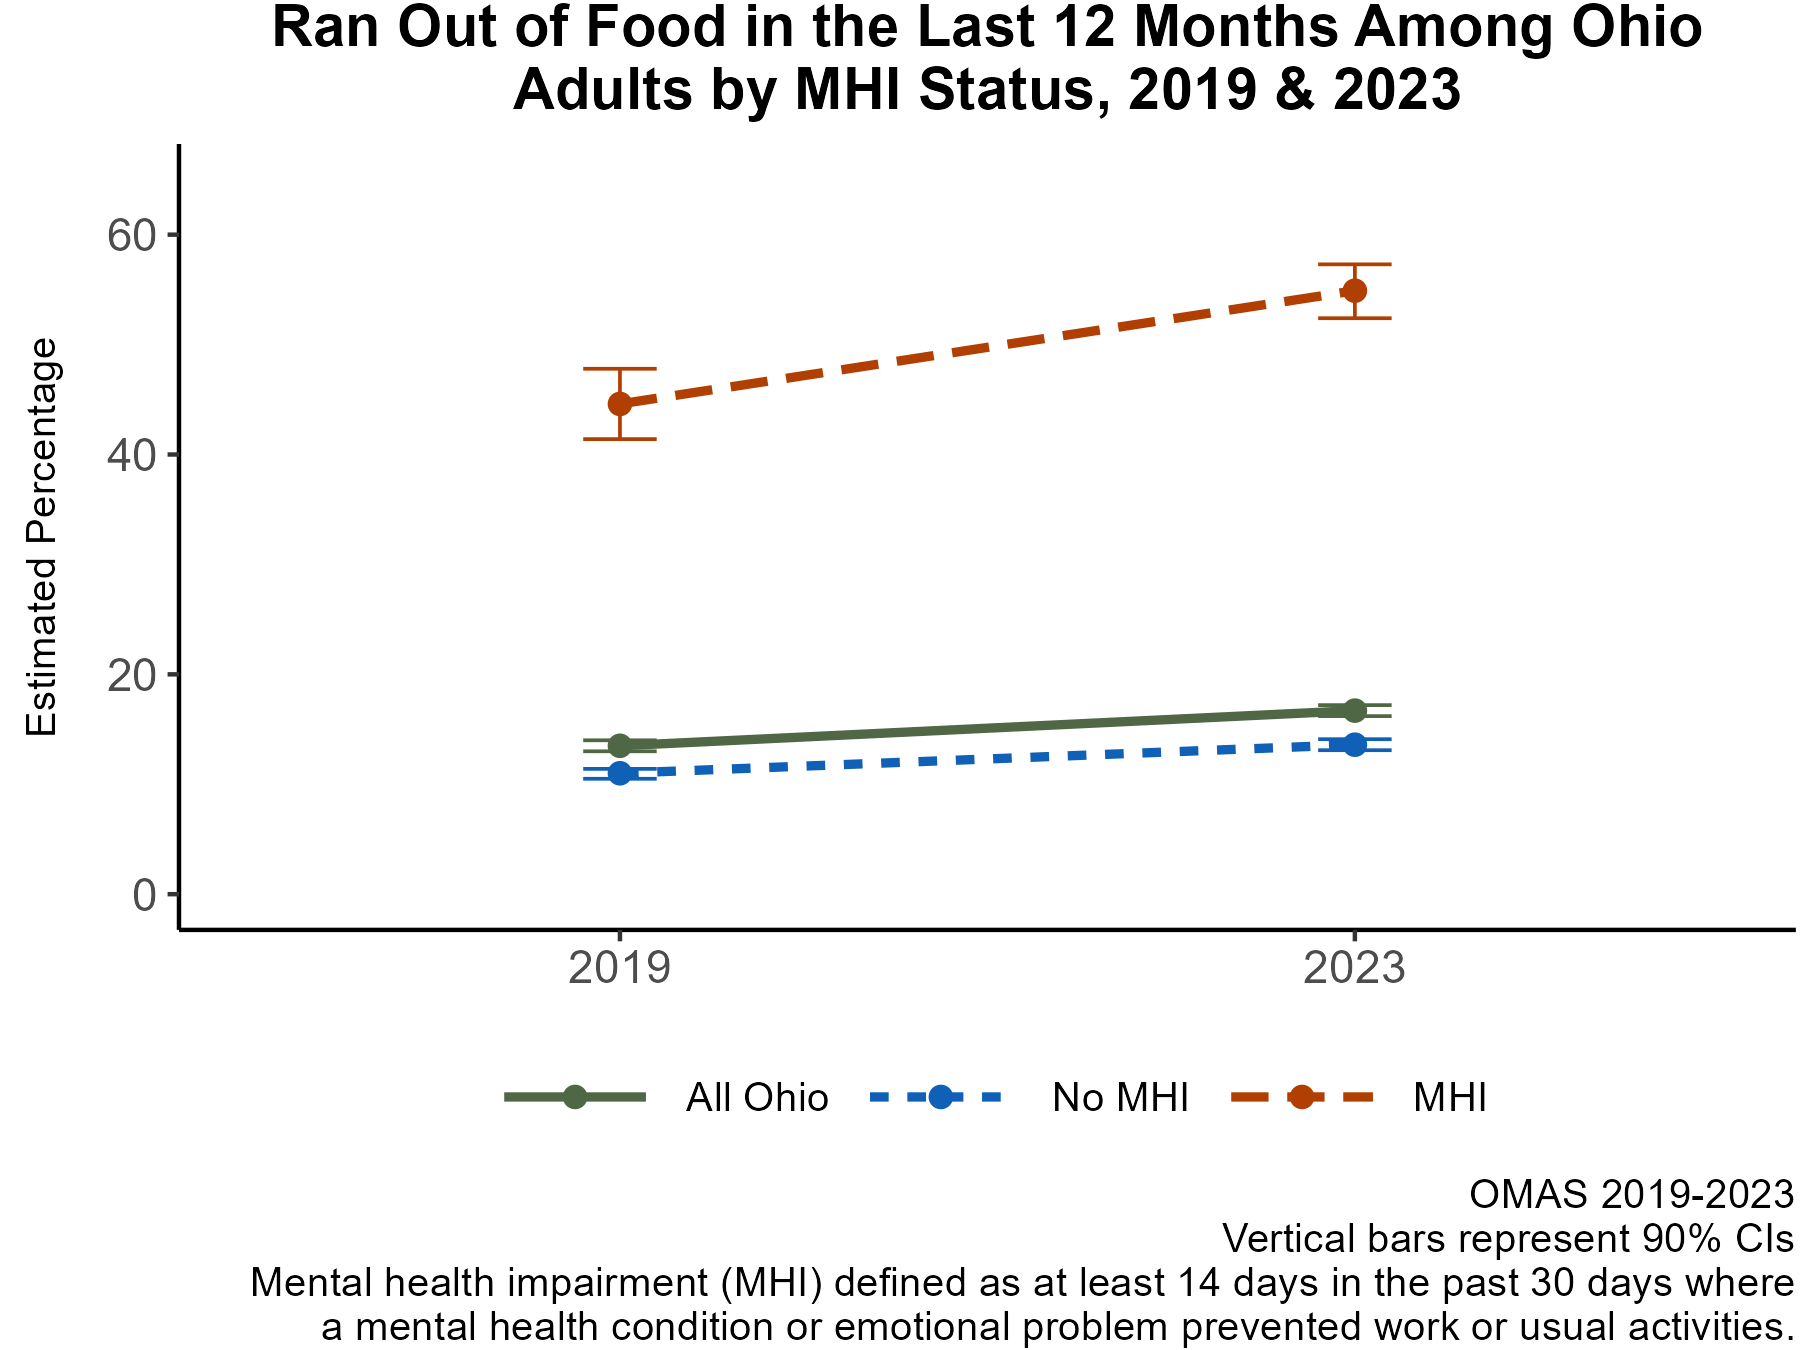 Ran Out of Food in the Last 12 Months Among Ohio
Adults by MHI Status, 2019 & 2023
Estimated Percentage
60
40
20
0
2019 2023
All Ohio No MHI MHI
OMAS 2019-2023
Vertical bars represent 90% CIs
Mental health impairment (MHI) defined as at least 14 days in the past 30 days where
a mental health condition or emotional problem prevented work or usual activities.